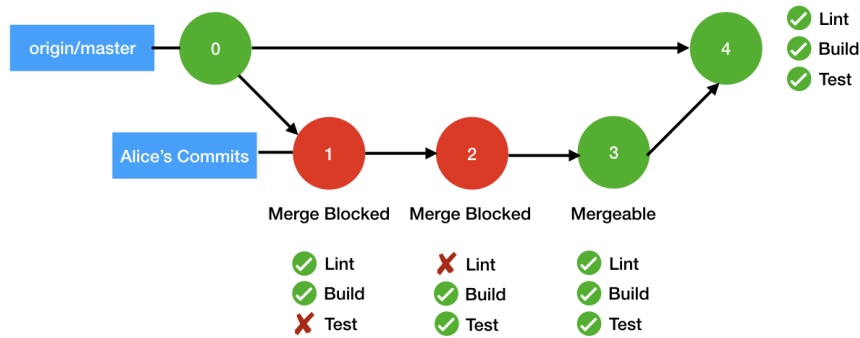 origin/master
0
4
Lint
Build
Test
Alice's Commits
1
2
3
Merge Blocked
Merge Blocked
Mergeable
Lint
Build
Test
Lint
Build
Test
Lint
Build
Test